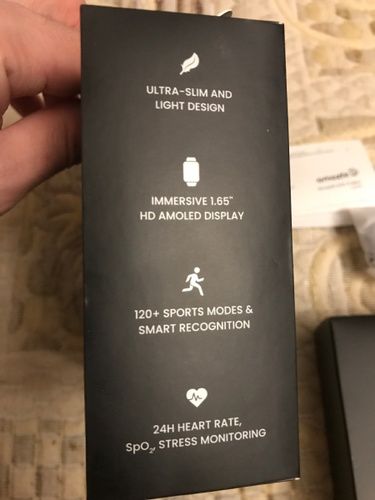 ULTRA-SLIM AND
LIGHT DESIGN
IMMERSIVE 1.65"
HD AMOLED DISPLAY
120+ SPORTS MODES &
SMART RECOGNITION
24H HEART RATE,
SpO₂, STRESS MONITORING
amazfit